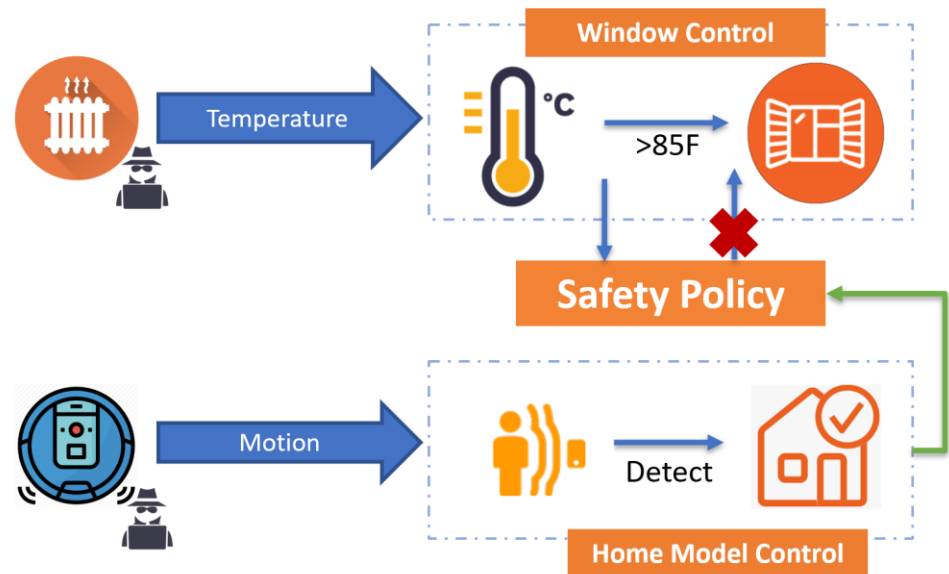 Window Control
Temperature
°C
>85F
Safety Policy
Motion
Detect
Home Model Control